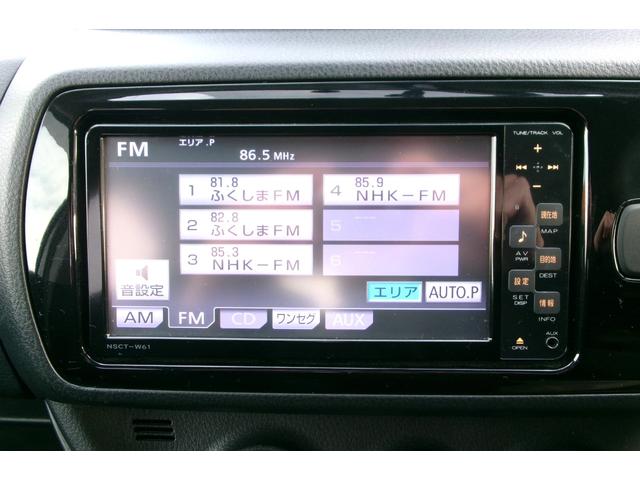 FM
エリア.P
86.5 MHz
1 81.8 ふくしまFM
4 85.9 NHK-FM
2 82.8 ふくしまFM
5
3 85.3 NHK-FM
6
音設定
エリア
AUTO.P
AM
FM
CD
ワンセグ
AUX
NSCT-W61
TUNE/TRACK VOL
+
-
現在地
MAP
AV
PWR
目的地
DEST
設定
SET
DISP
情報
INFO
OPEN
AUX